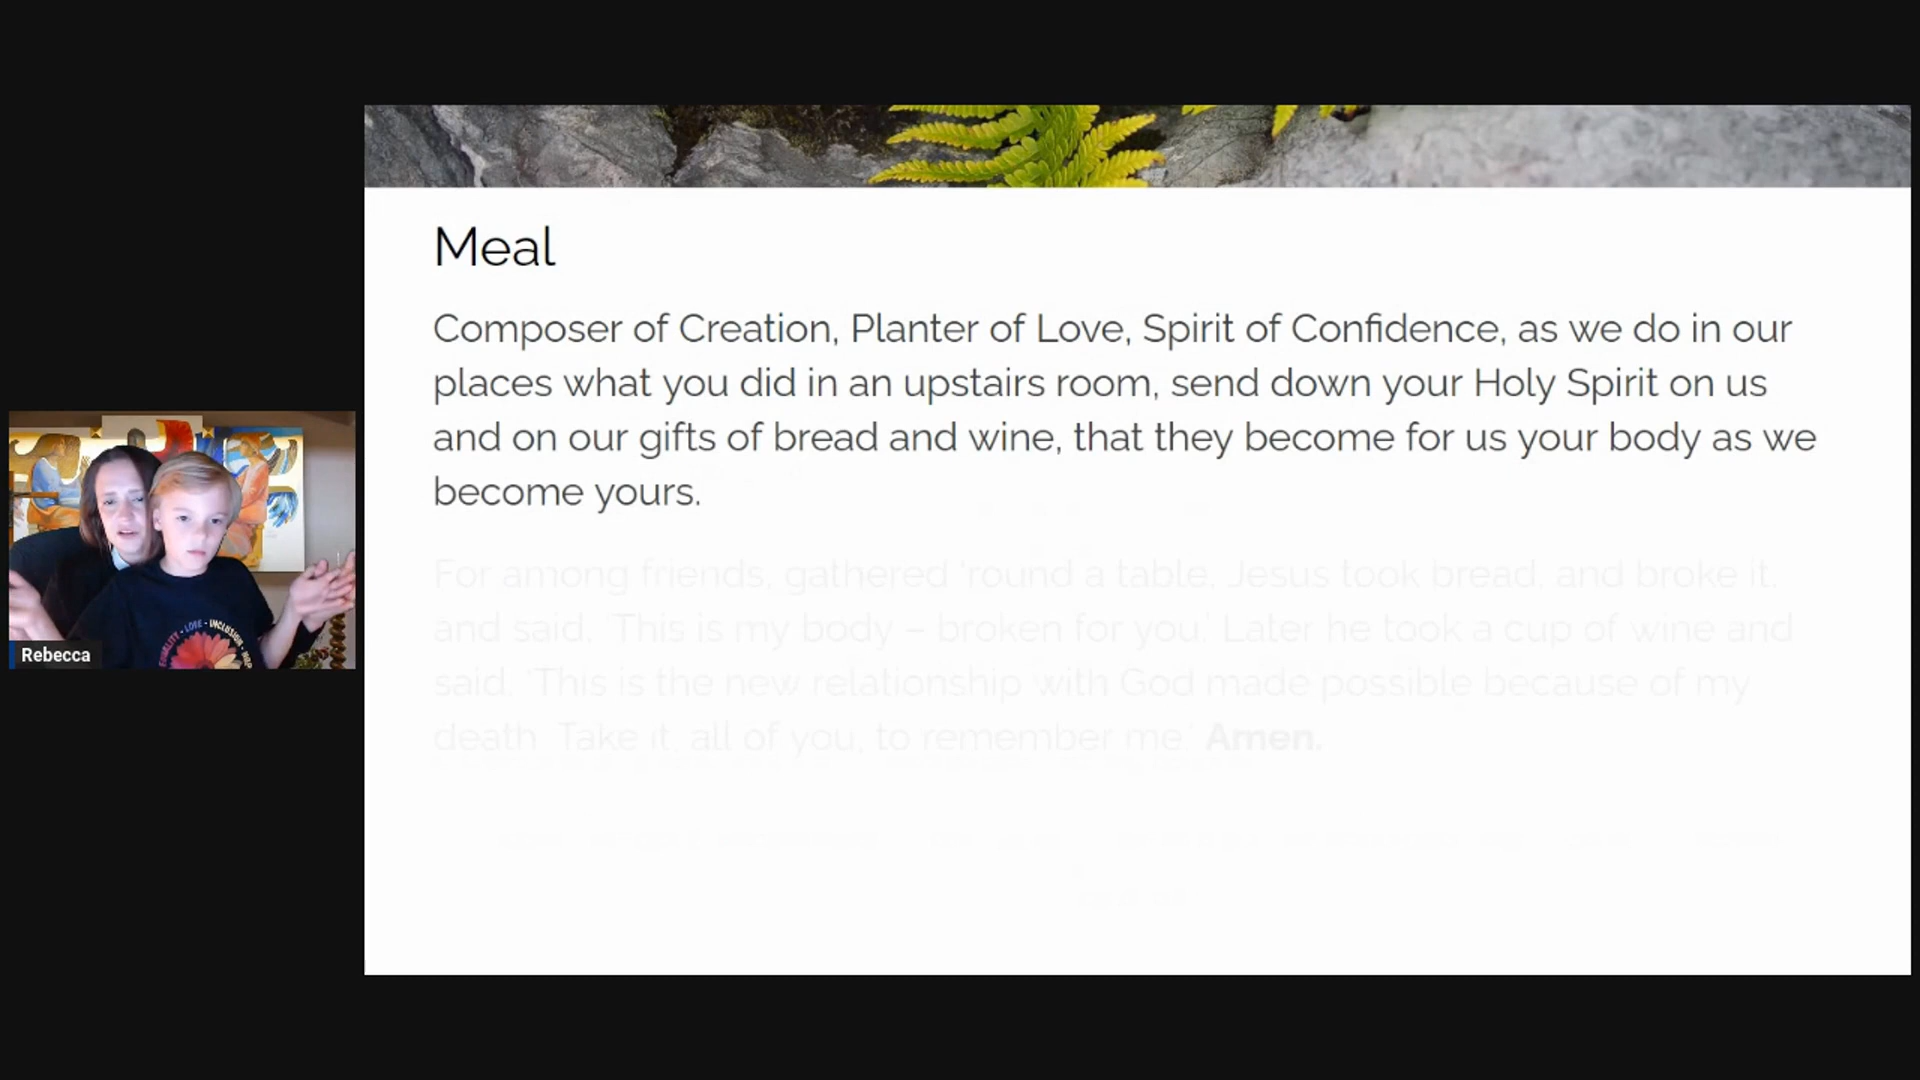 Meal
Composer of Creation, Planter of Love, Spirit of Confidence, as we do in our
places what you did in an upstairs room, send down your Holy Spirit on us
and on our gifts of bread and wine, that they become for us your body as we
become yours.
For among friends, gathered ’round a table, Jesus took bread, and broke it,
and said, ‘This is my body – broken for you.’ Later he took a cup of wine and
said, ‘This is the new relationship with God made possible because of my
death. Take it, all of you, to remember me.’ Amen.
EQUALITY • LOVE • INCLUSION
Rebecca